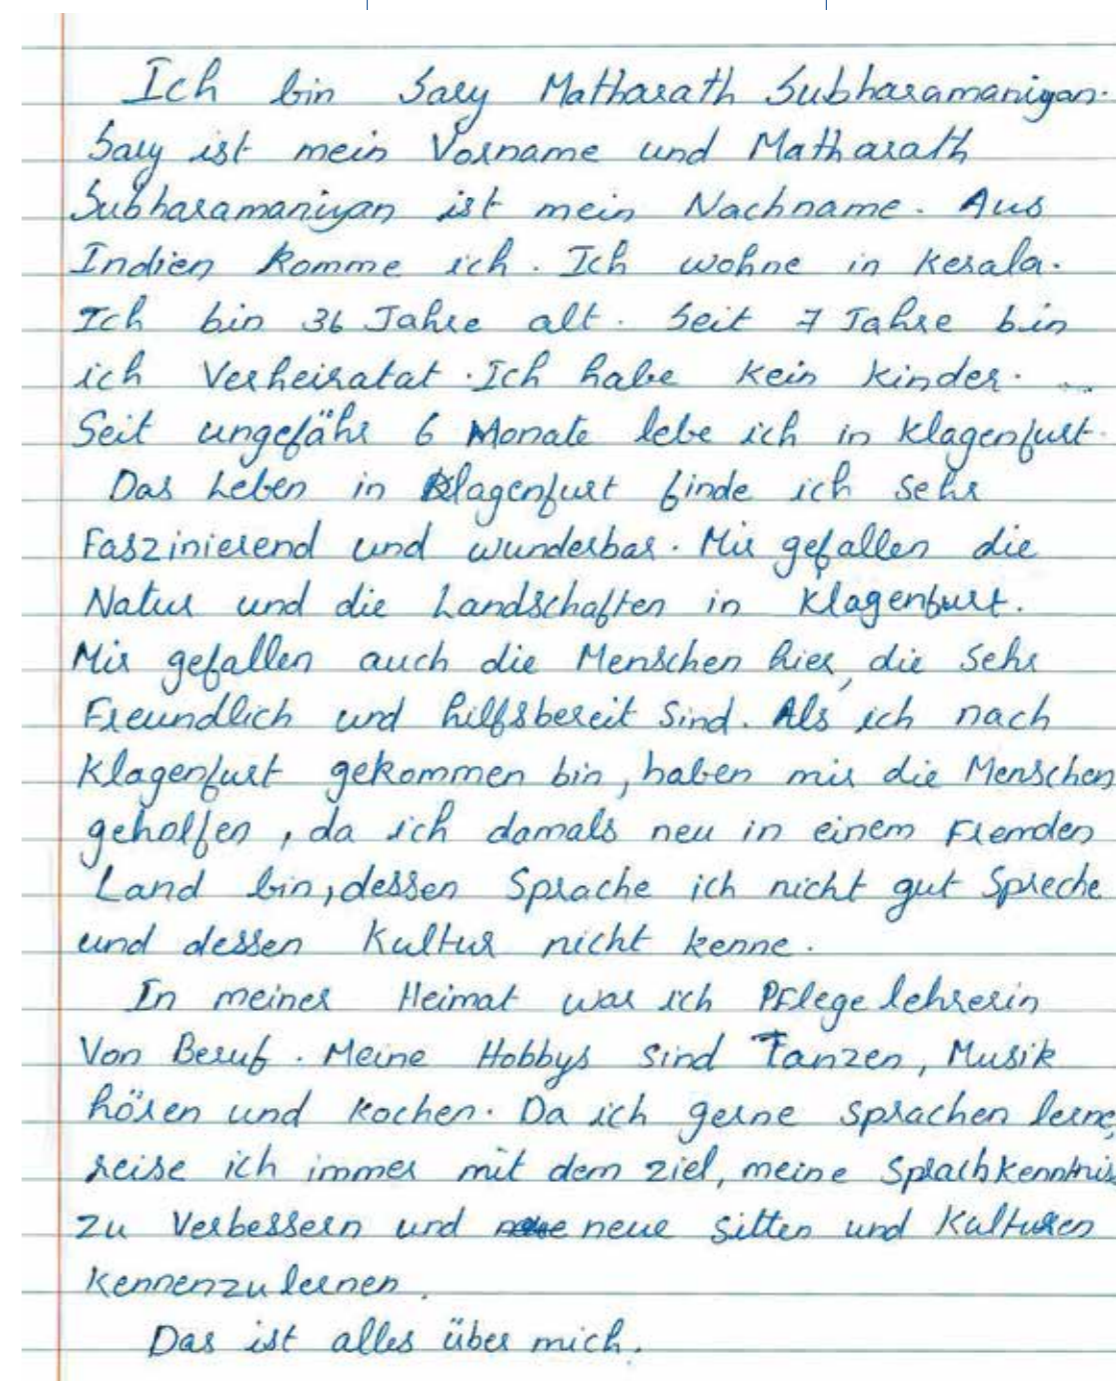 Ich bin Sary Matharath Subharamaniyan.
Sary ist mein Vorname und Matharath
Subharamaniyan ist mein Nachname. Aus
Indien komme ich. Ich wohne in Kerala.
Ich bin 36 Jahre alt. Seit 7 Jahre bin
ich Verheiratat. Ich habe kein kinder.
Seit ungefähr 6 Monate lebe ich in Klagenfurt.
Das Leben in Klagenfurt finde ich sehr
Faszinierend und wunderbar. Mir gefallen die
Natur und die Landschaften in Klagenfurt.
Mir gefallen auch die Menschen hier, die sehr
Freundlich und hilfsbereit Sind. Als ich nach
Klagenfurt gekommen bin, haben mir die Menschen
geholfen, da ich damals neu in einem Fremden
Land bin, dessen Sprache ich nicht gut Spreche
und dessen Kultur nicht kenne.
In meiner Heimat war ich Pflegelehrerin
Von Beruf. Meine Hobbys sind Tanzen, Musik
hören und kochen. Da ich gerne sprachen lerne,
reise ich immer mit dem ziel, meine Sprachkenntnis
zu Verbessern und neue Sitten und Kulturen
kennenzulernen.
Das ist alles über mich.